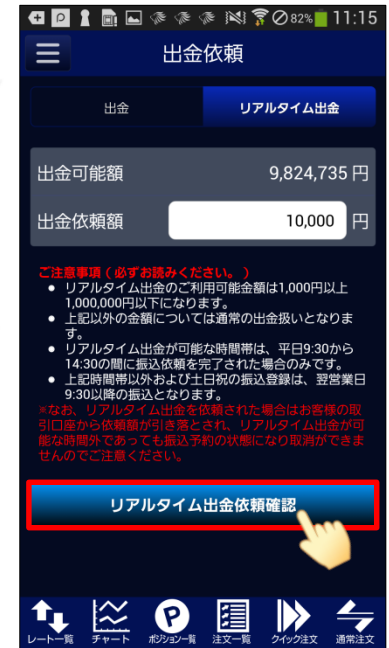 82% 11:15
出金依頼
出金 リアルタイム出金
出金可能額 9,824,735 円
出金依頼額 10,000 円
ご注意事項（必ずお読みください。）
● リアルタイム出金のご利用可能金額は1,000円以上
1,000,000円以下になります。
● 上記以外の金額については通常の出金扱いとなりま
す。
● リアルタイム出金が可能な時間帯は、平日9:30から
14:30の間に振込依頼を完了された場合のみです。
● 上記時間帯以外および土日祝の振込登録は、翌営業日
9:30以降の振込となります。
※なお、リアルタイム出金を依頼された場合はお客様の取
引口座から依頼額が引き落とされ、リアルタイム出金が可
能な時間外であっても振込予約の状態になり取消ができま
せんのでご注意ください。
リアルタイム出金依頼確認
レート一覧 チャート ポジション一覧 注文一覧 クイック注文 通常注文